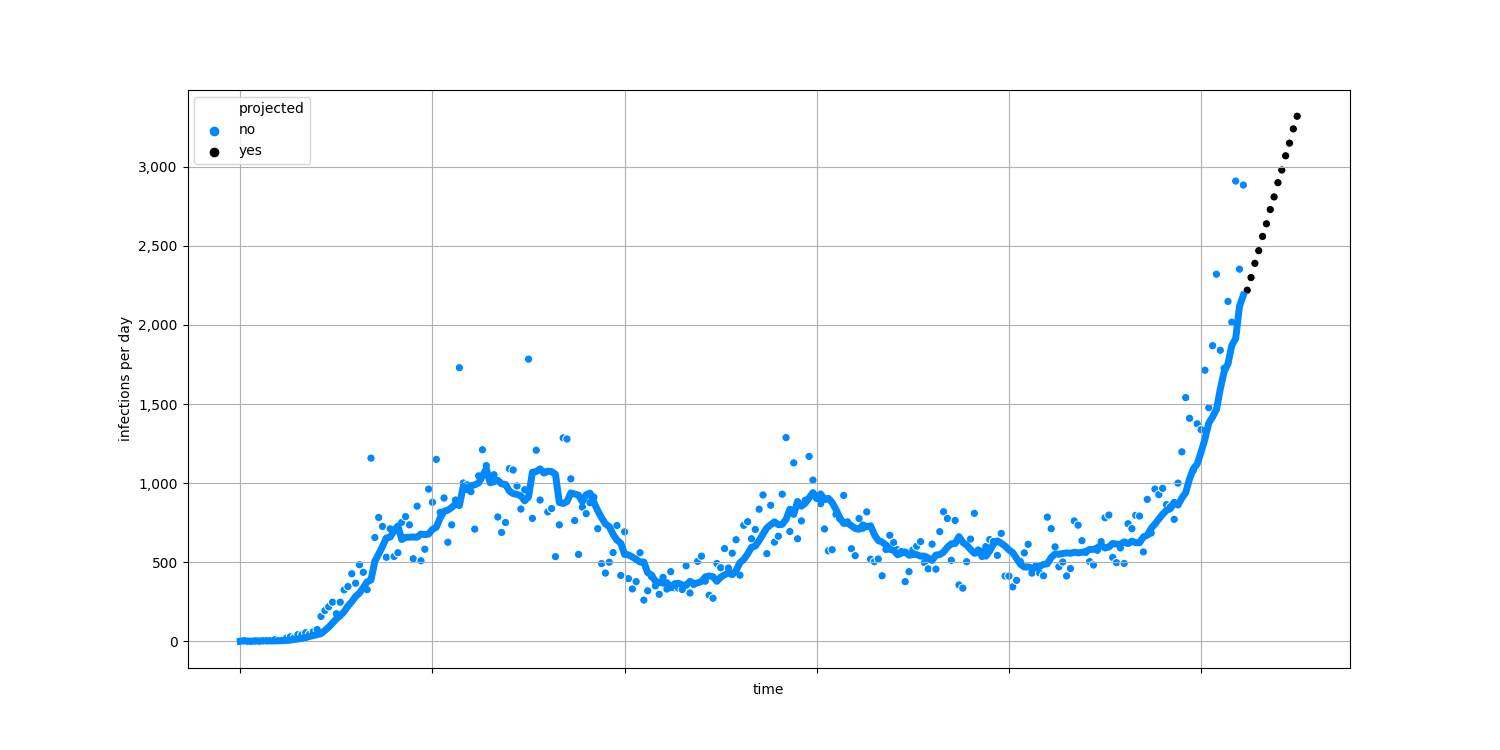 projected
no
yes
3,000
2,500
2,000
1,500
1,000
500
0
infections per day
time